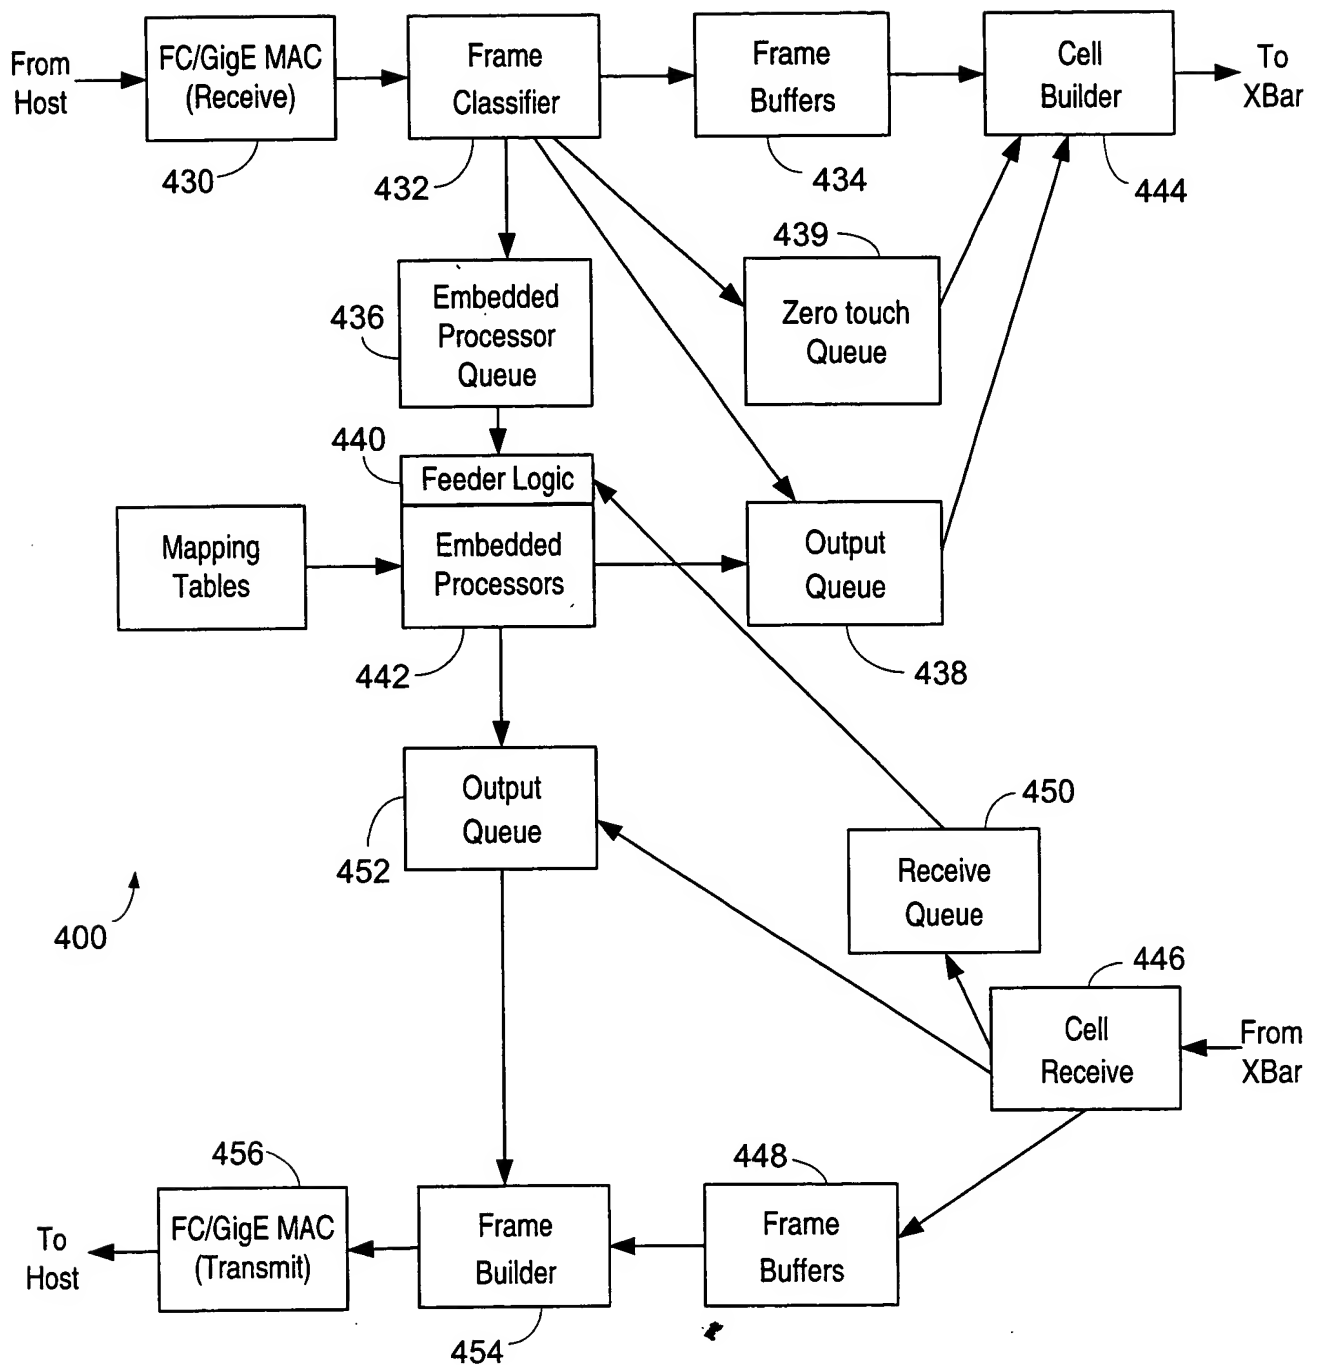 From
Host
FC/GigE MAC
(Receive)
430
Frame
Classifier
432
Frame
Buffers
434
Cell
Builder
444
To
XBar
439
Zero touch
Queue
436
Embedded
Processor
Queue
440
Feeder Logic
Mapping
Tables
Embedded
Processors
442
Output
Queue
438
Output
Queue
452
450
Receive
Queue
400
446
Cell
Receive
From
XBar
456
FC/GigE MAC
(Transmit)
To
Host
Frame
Builder
454
448
Frame
Buffers